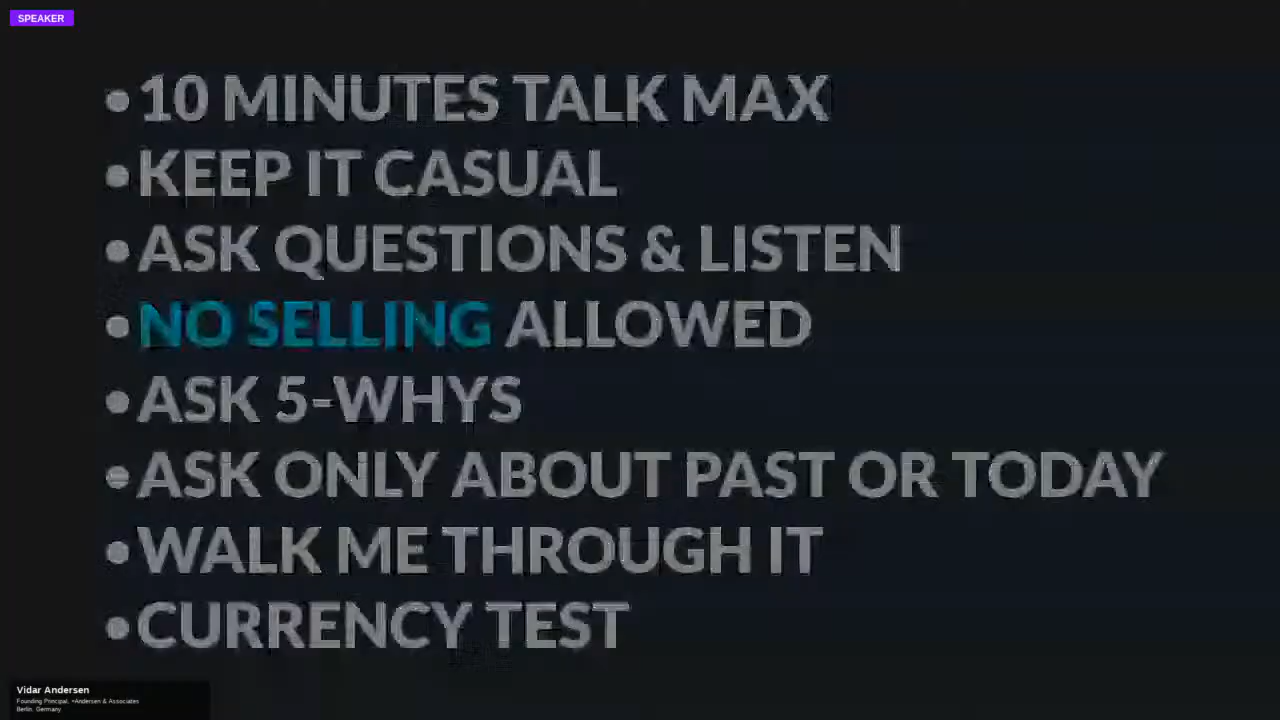 SPEAKER
•10 MINUTES TALK MAX
•KEEP IT CASUAL
•ASK QUESTIONS & LISTEN
•NO SELLING ALLOWED
•ASK 5-WHYS
•ASK ONLY ABOUT PAST OR TODAY
•WALK ME THROUGH IT
•CURRENCY TEST
Vidar Andersen
Founding Principal, •Andersen & Associates
Berlin, Germany